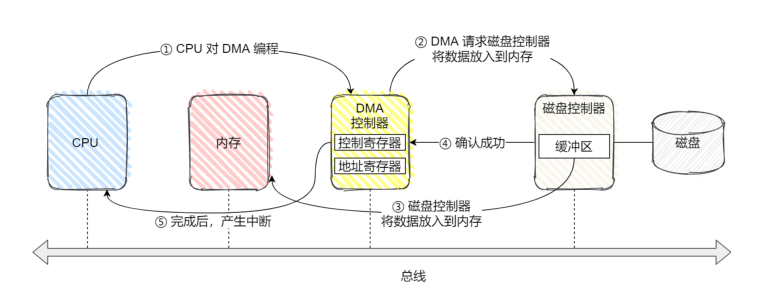 ① CPU 对 DMA 编程
② DMA 请求磁盘控制器
将数据放入到内存
CPU
内存
DMA
控制器
控制寄存器
地址寄存器
④ 确认成功
磁盘控制器
缓冲区
磁盘
③ 磁盘控制器
将数据放入到内存
⑤ 完成后，产生中断
总线